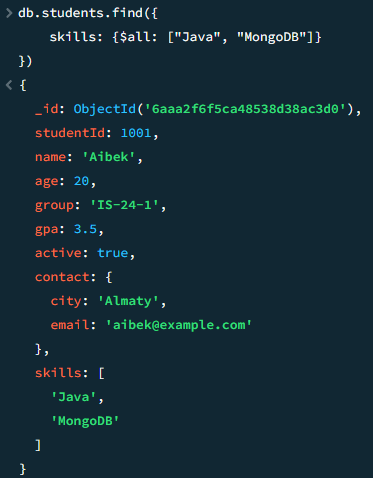 > db.students.find({
skills: {$all: ["Java", "MongoDB"]}
})
< {
_id: ObjectId('6aaa2f6f5ca48538d38ac3d0'),
studentId: 1001,
name: 'Aibek',
age: 20,
group: 'IS-24-1',
gpa: 3.5,
active: true,
contact: {
city: 'Almaty',
email: 'aibek@example.com'
},
skills: [
'Java',
'MongoDB'
]
}